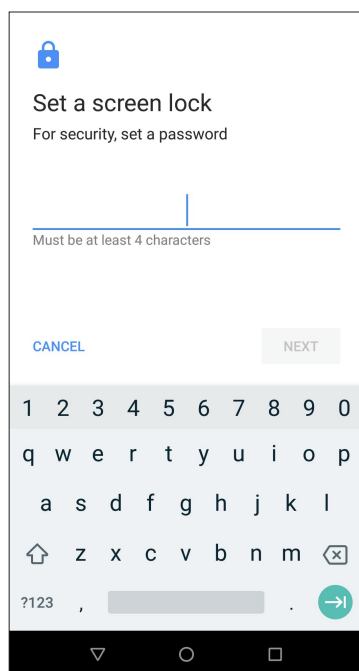 Set a screen lock
For security, set a password
Must be at least 4 characters
CANCEL NEXT
1 2 3 4 5 6 7 8 9 0
q w e r t y u i o p
a s d f g h j k l
z x c v b n m
?123 , .